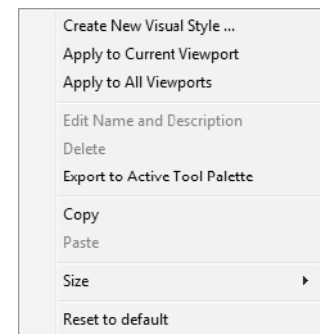 Create New Visual Style ...
Apply to Current Viewport
Apply to All Viewports
Edit Name and Description
Delete
Export to Active Tool Palette
Copy
Paste
Size
Reset to default